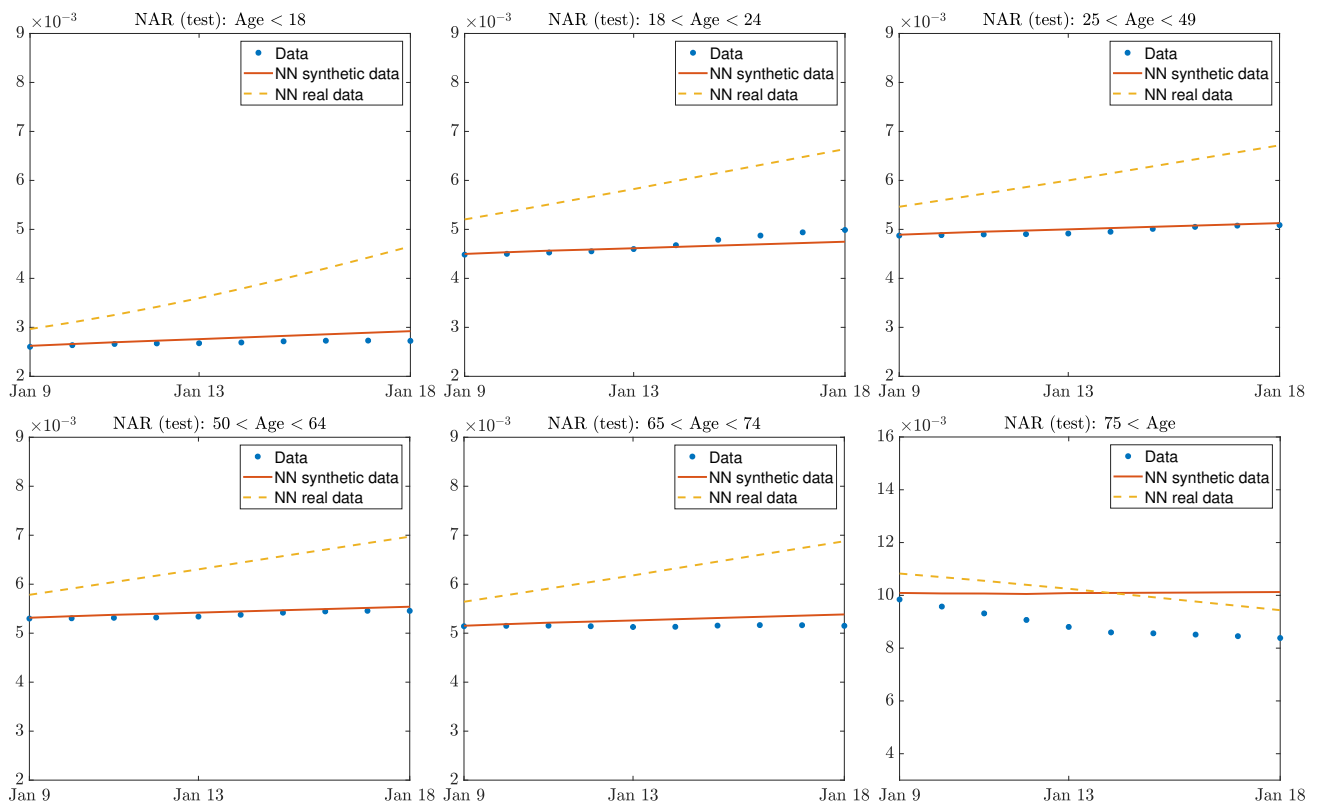 ×10⁻³ NAR (test): Age < 18
9
8
7
6
5
4
3
2
Jan 9 Jan 13 Jan 18
Data
NN synthetic data
NN real data
×10⁻³ NAR (test): 18 < Age < 24
9
8
7
6
5
4
3
2
Jan 9 Jan 13 Jan 18
Data
NN synthetic data
NN real data
×10⁻³ NAR (test): 25 < Age < 49
9
8
7
6
5
4
3
2
Jan 9 Jan 13 Jan 18
Data
NN synthetic data
NN real data
×10⁻³ NAR (test): 50 < Age < 64
9
8
7
6
5
4
3
2
Jan 9 Jan 13 Jan 18
Data
NN synthetic data
NN real data
×10⁻³ NAR (test): 65 < Age < 74
9
8
7
6
5
4
3
2
Jan 9 Jan 13 Jan 18
Data
NN synthetic data
NN real data
×10⁻³ NAR (test): 75 < Age
16
14
12
10
8
6
4
Jan 9 Jan 13 Jan 18
Data
NN synthetic data
NN real data